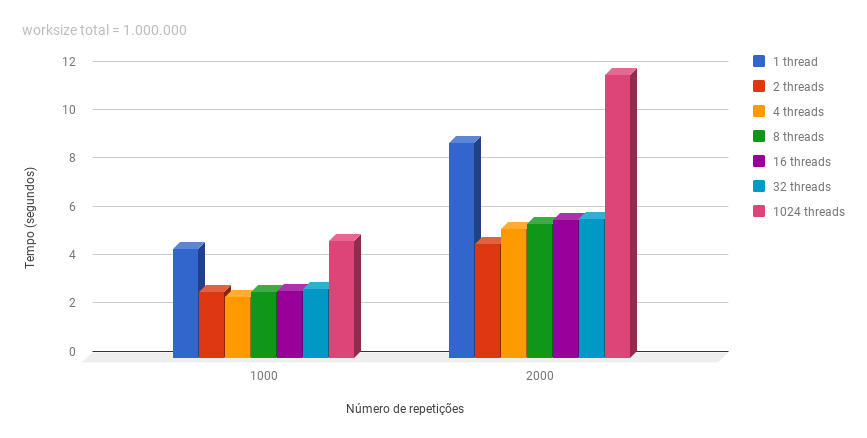 worksize total = 1.000.000
12
10
8
6
4
2
0
Tempo (segundos)
1000
2000
Número de repetições
1 thread
2 threads
4 threads
8 threads
16 threads
32 threads
1024 threads